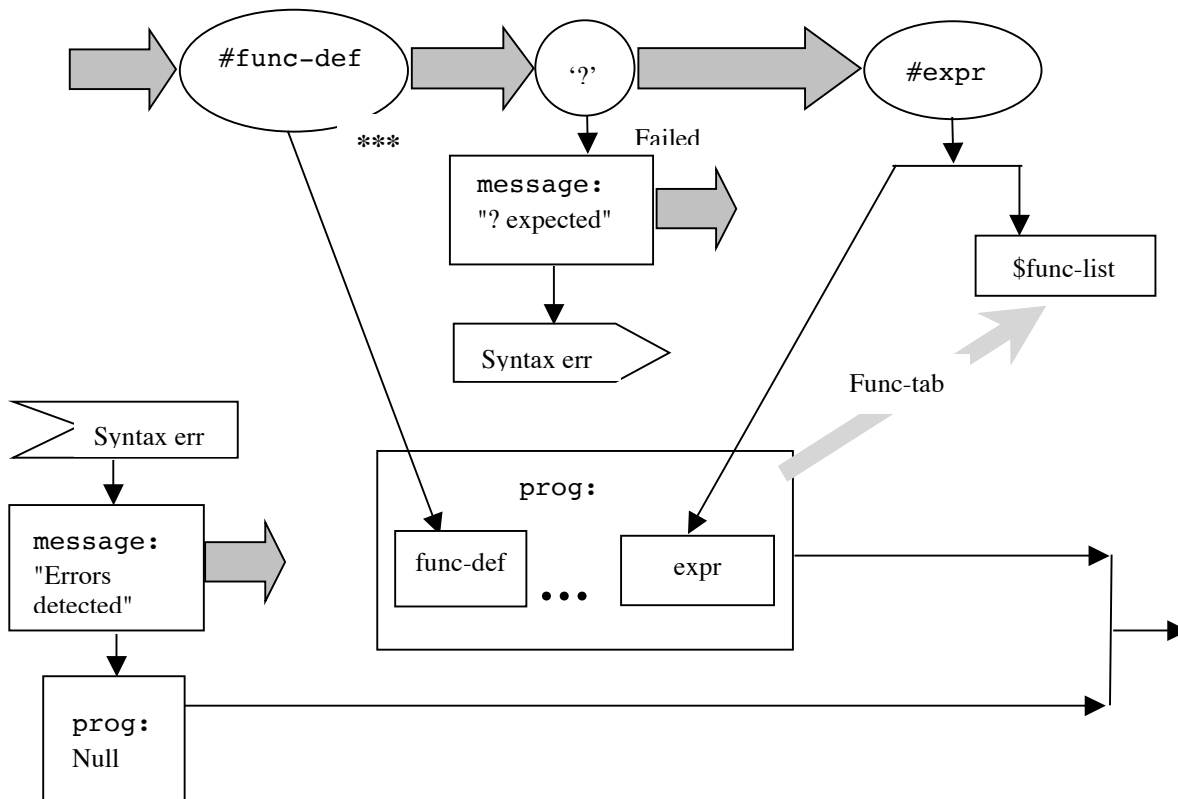 #func-def
‘?’
#expr
***
Failed
message:
"? expected"
$func-list
Syntax err
Func-tab
Syntax err
prog:
message:
"Errors
detected"
func-def
•••
expr
prog:
Null